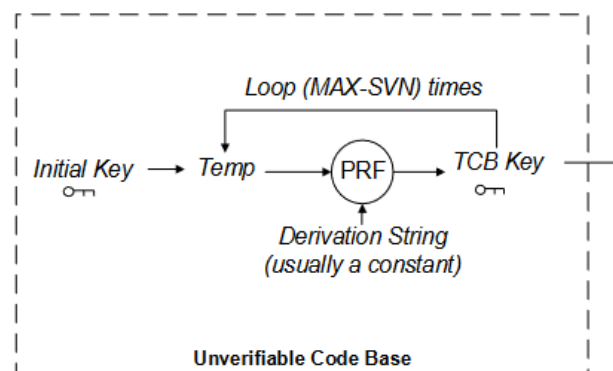 Loop (MAX-SVN) times
Initial Key
Temp
PRF
TCB Key
Derivation String
(usually a constant)
Unverifiable Code Base